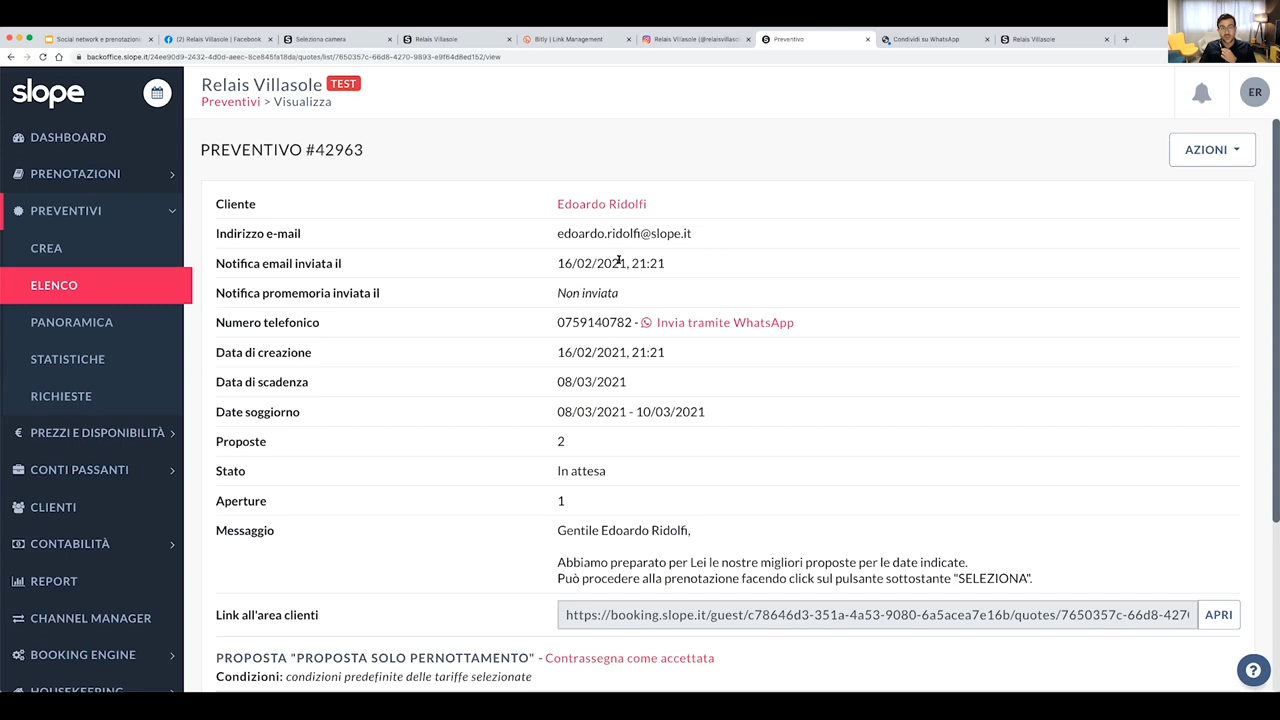 Social network e prenotazion
(2) Relais Villasole | Facebook
Seleziona camera
Relais Villasole
Bitly | Link Management
Relais Villasole (@relaisvillaso
Preventivo
Condividi su WhatsApp
Relais Villasole
backoffice.slope.it/24ee90d9-2432-4d0d-aeec-8ce845fa18da/quotes/list/7650357c-66d8-4270-9893-e9f64d8ed152/view
slope
Relais Villasole TEST
Preventivi > Visualizza
ER
DASHBOARD
PRENOTAZIONI
PREVENTIVI
CREA
ELENCO
PANORAMICA
STATISTICHE
RICHIESTE
€ PREZZI E DISPONIBILITÀ
CONTI PASSANTI
CLIENTI
CONTABILITÀ
REPORT
CHANNEL MANAGER
BOOKING ENGINE
HOUSEKEEPING
PREVENTIVO #42963
AZIONI
Cliente Edoardo Ridolfi
Indirizzo e-mail edoardo.ridolfi@slope.it
Notifica email inviata il 16/02/2021, 21:21
Notifica promemoria inviata il Non inviata
Numero telefonico 0759140782 - Invia tramite WhatsApp
Data di creazione 16/02/2021, 21:21
Data di scadenza 08/03/2021
Date soggiorno 08/03/2021 - 10/03/2021
Proposte 2
Stato In attesa
Aperture 1
Messaggio Gentile Edoardo Ridolfi,
Abbiamo preparato per Lei le nostre migliori proposte per le date indicate.
Può procedere alla prenotazione facendo click sul pulsante sottostante "SELEZIONA".
Link all'area clienti https://booking.slope.it/guest/c78646d3-351a-4a53-9080-6a5acea7e16b/quotes/7650357c-66d8-427 APRI
PROPOSTA "PROPOSTA SOLO PERNOTTAMENTO" - Contrassegna come accettata
Condizioni: condizioni predefinite delle tariffe selezionate
?